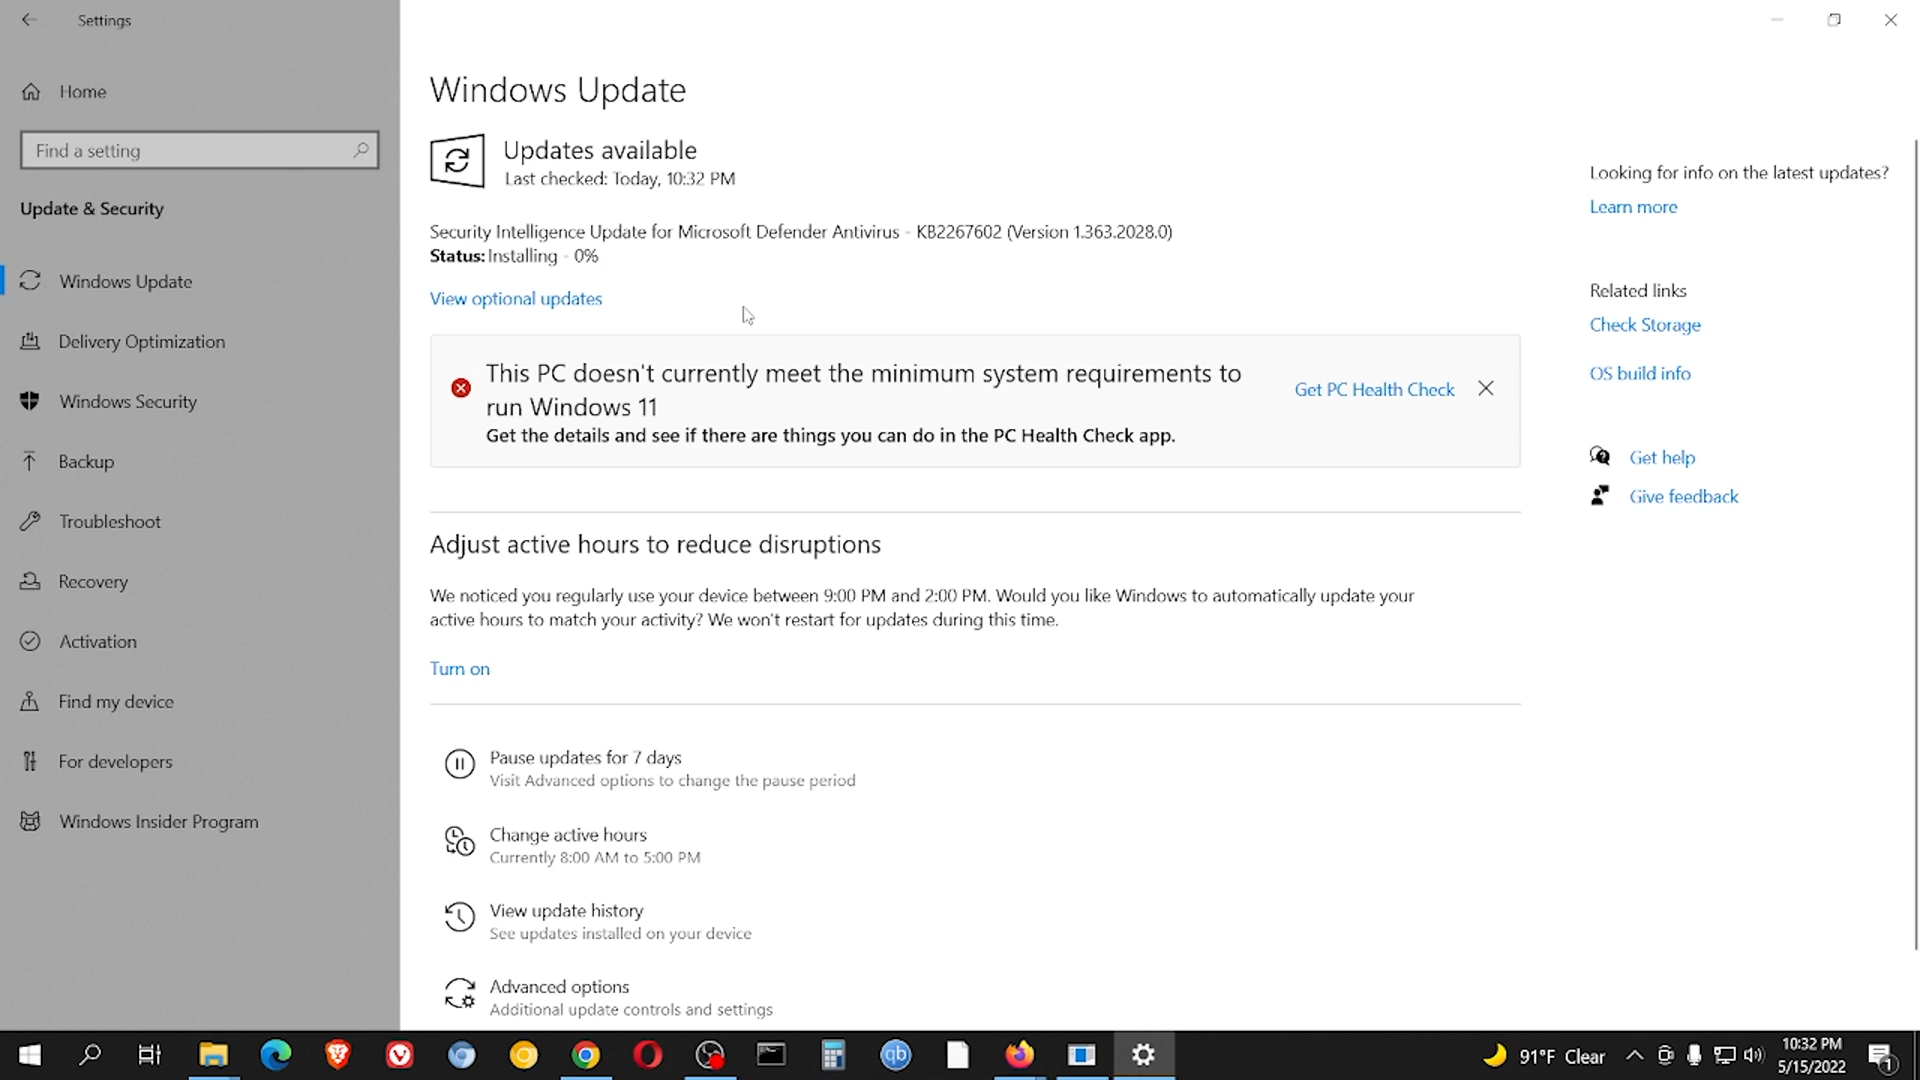 Settings
Home
Find a setting
Update & Security
Windows Update
Delivery Optimization
Windows Security
Backup
Troubleshoot
Recovery
Activation
Find my device
For developers
Windows Insider Program
Windows Update
Updates available
Last checked: Today, 10:32 PM
Security Intelligence Update for Microsoft Defender Antivirus - KB2267602 (Version 1.363.2028.0)
Status: Installing - 0%
View optional updates
This PC doesn't currently meet the minimum system requirements to
run Windows 11
Get the details and see if there are things you can do in the PC Health Check app.
Get PC Health Check
Adjust active hours to reduce disruptions
We noticed you regularly use your device between 9:00 PM and 2:00 PM. Would you like Windows to automatically update your
active hours to match your activity? We won't restart for updates during this time.
Turn on
Pause updates for 7 days
Visit Advanced options to change the pause period
Change active hours
Currently 8:00 AM to 5:00 PM
View update history
See updates installed on your device
Advanced options
Additional update controls and settings
Looking for info on the latest updates?
Learn more
Related links
Check Storage
OS build info
Get help
Give feedback
qb
91°F Clear
10:32 PM
5/15/2022
1